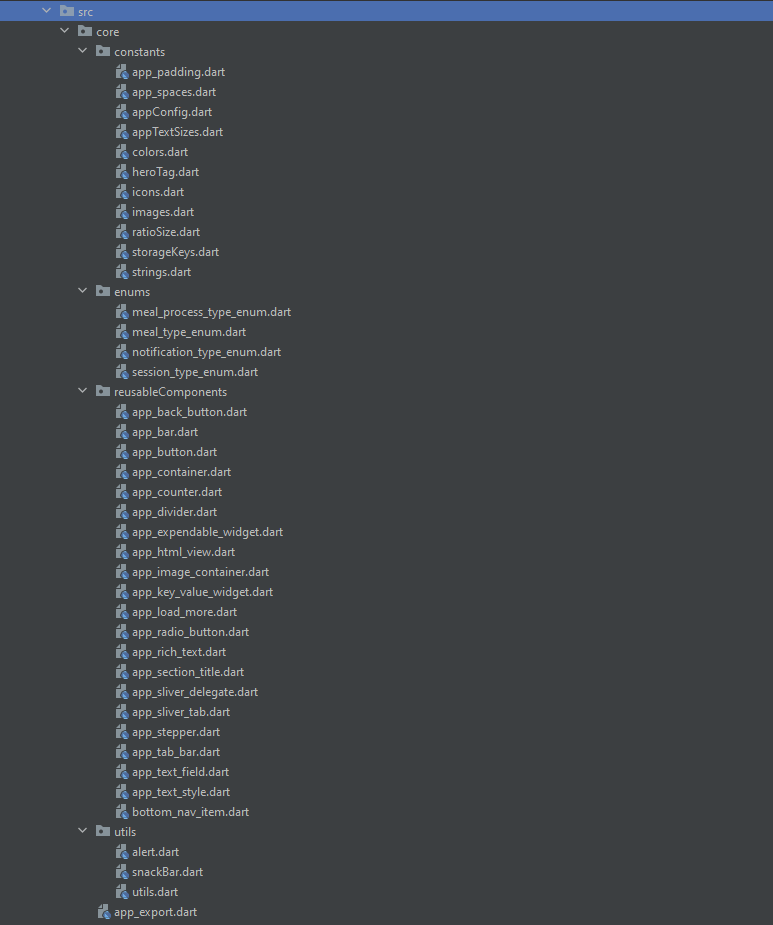 src
core
constants
app_padding.dart
app_spaces.dart
appConfig.dart
appTextSizes.dart
colors.dart
heroTag.dart
icons.dart
images.dart
ratioSize.dart
storageKeys.dart
strings.dart
enums
meal_process_type_enum.dart
meal_type_enum.dart
notification_type_enum.dart
session_type_enum.dart
reusableComponents
app_back_button.dart
app_bar.dart
app_button.dart
app_container.dart
app_counter.dart
app_divider.dart
app_expendable_widget.dart
app_html_view.dart
app_image_container.dart
app_key_value_widget.dart
app_load_more.dart
app_radio_button.dart
app_rich_text.dart
app_section_title.dart
app_sliver_delegate.dart
app_sliver_tab.dart
app_stepper.dart
app_tab_bar.dart
app_text_field.dart
app_text_style.dart
bottom_nav_item.dart
utils
alert.dart
snackBar.dart
utils.dart
app_export.dart